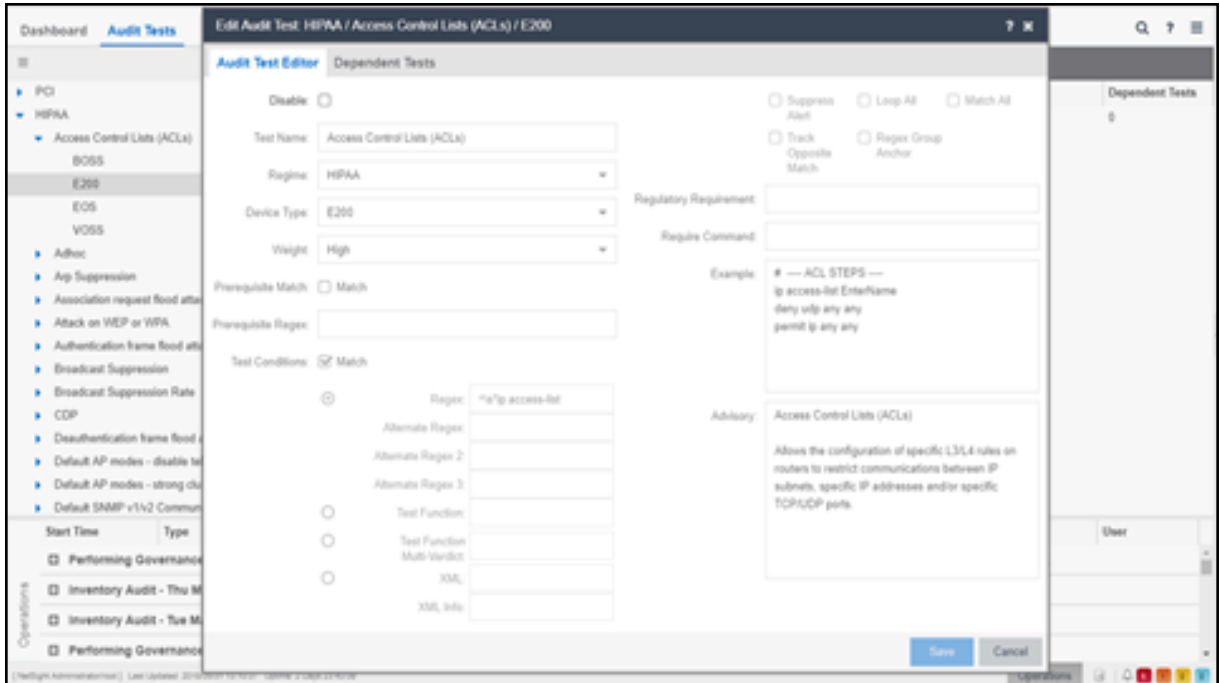 Dashboard Audit Tests
Edit Audit Test: HIPAA / Access Control Lists (ACLs) / E200
Audit Test Editor Dependent Tests
PCI
HIPAA
Access Control Lists (ACLs)
BOSS
E200
EOS
VOSS
Adhoc
Arp Suppression
Association request flood
Attack on WEP or WPA
Authentication frame flood
Broadcast Suppression
Broadcast Suppression Rate
CDP
Deauthentication frame flood
Default AP modes - disable
Default AP modes - strong
Default SNMP v1/v2
Disable:
Test Name: Access Control Lists (ACLs)
Regime: HIPAA
Device Type: E200
Weight: High
Prerequisite Match: Match
Prerequisite Regex:
Test Conditions: Match
Regex: ip access-list
Alternate Regex:
Alternate Regex 2:
Alternate Regex 3:
Test Function:
Test Function
Multi-Verdict:
XML:
XML Info:
Suppress
Alert
Loop All
Match All
Track
Opposite
Match
Regex Group
Anchor
Regulatory Requirement:
Require Command:
Example:
# ---- ACL STEPS ----
ip access-list EnterName
deny udp any any
permit ip any any
Advisory:
Access Control Lists (ACLs)
Allows the configuration of specific L3/L4 rules on
routers to restrict communications between IP
subnets, specific IP addresses and/or specific
TCP/UDP ports.
Save Cancel
Dependent Tests
0
Start Time Type User
Performing Governance
Inventory Audit - Thu
Inventory Audit - Tue
Performing Governance
Operations
Operations